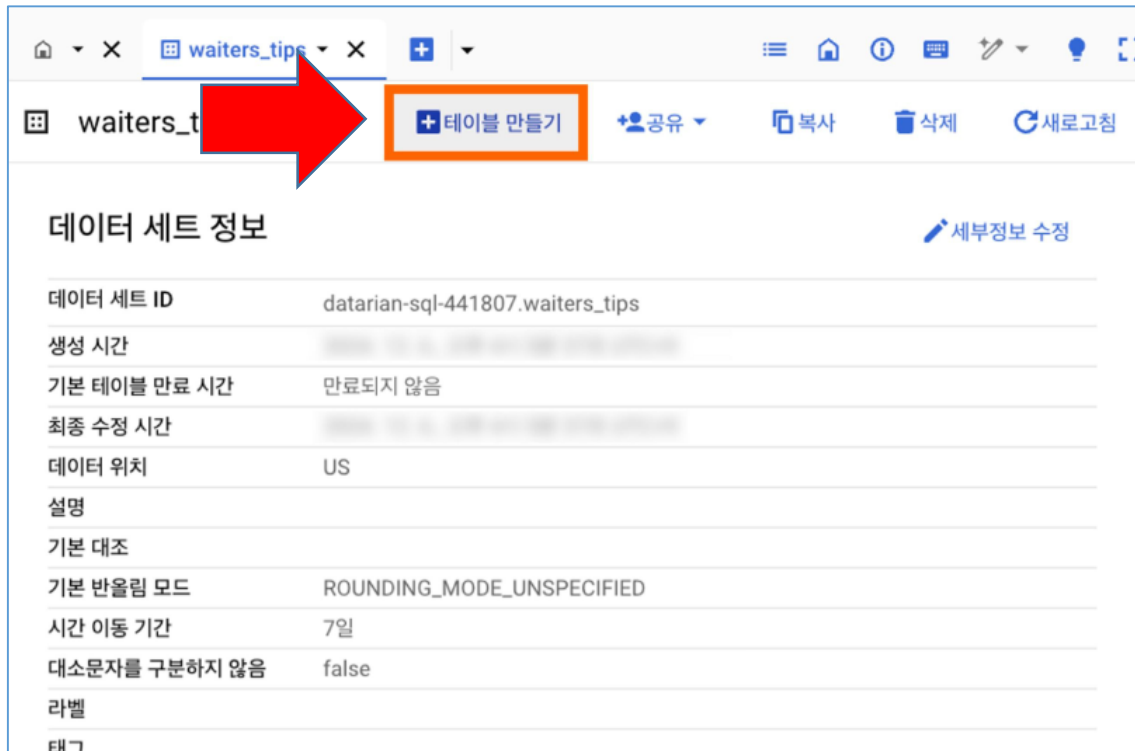 waiters_tips
waiters_t
테이블 만들기
공유
복사
삭제
새로고침
데이터 세트 정보
세부정보 수정
데이터 세트 ID datarian-sql-441807.waiters_tips
생성 시간
기본 테이블 만료 시간 만료되지 않음
최종 수정 시간
데이터 위치 US
설명
기본 대조
기본 반올림 모드 ROUNDING_MODE_UNSPECIFIED
시간 이동 기간 7일
대소문자를 구분하지 않음 false
라벨
태그